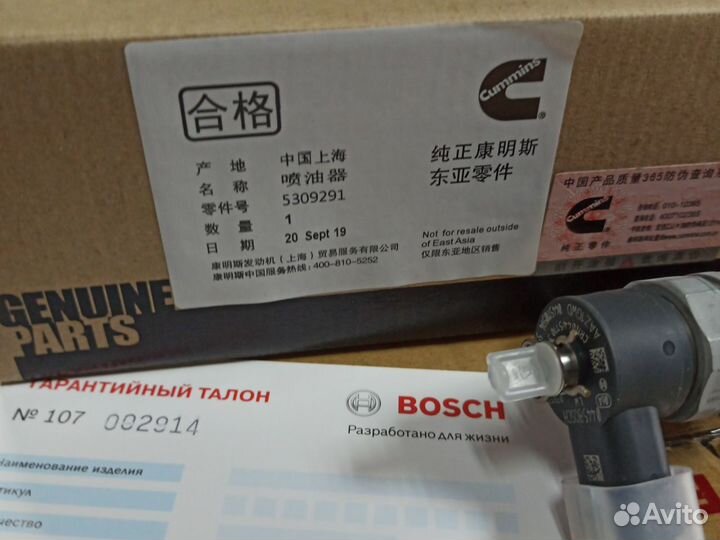 Cummins
合格
产 地 中国上海
名 称 喷油器
零件号 5309291
数 量 1
日 期 20 Sept 19
纯正康明斯
东亚零件
Not for resale outside
of East Asia
仅限东亚地区销售
康明斯发动机(上海)贸易服务有限公司
康明斯中国服务热线:400-810-5252
中国产品质量365防伪查询
Cummins
纯正零件
GENUINE
PARTS
ГАРАНТИЙНЫЙ ТАЛОН
№ 107 002914
BOSCH
Разработано для жизни
Наименование изделия
Avito